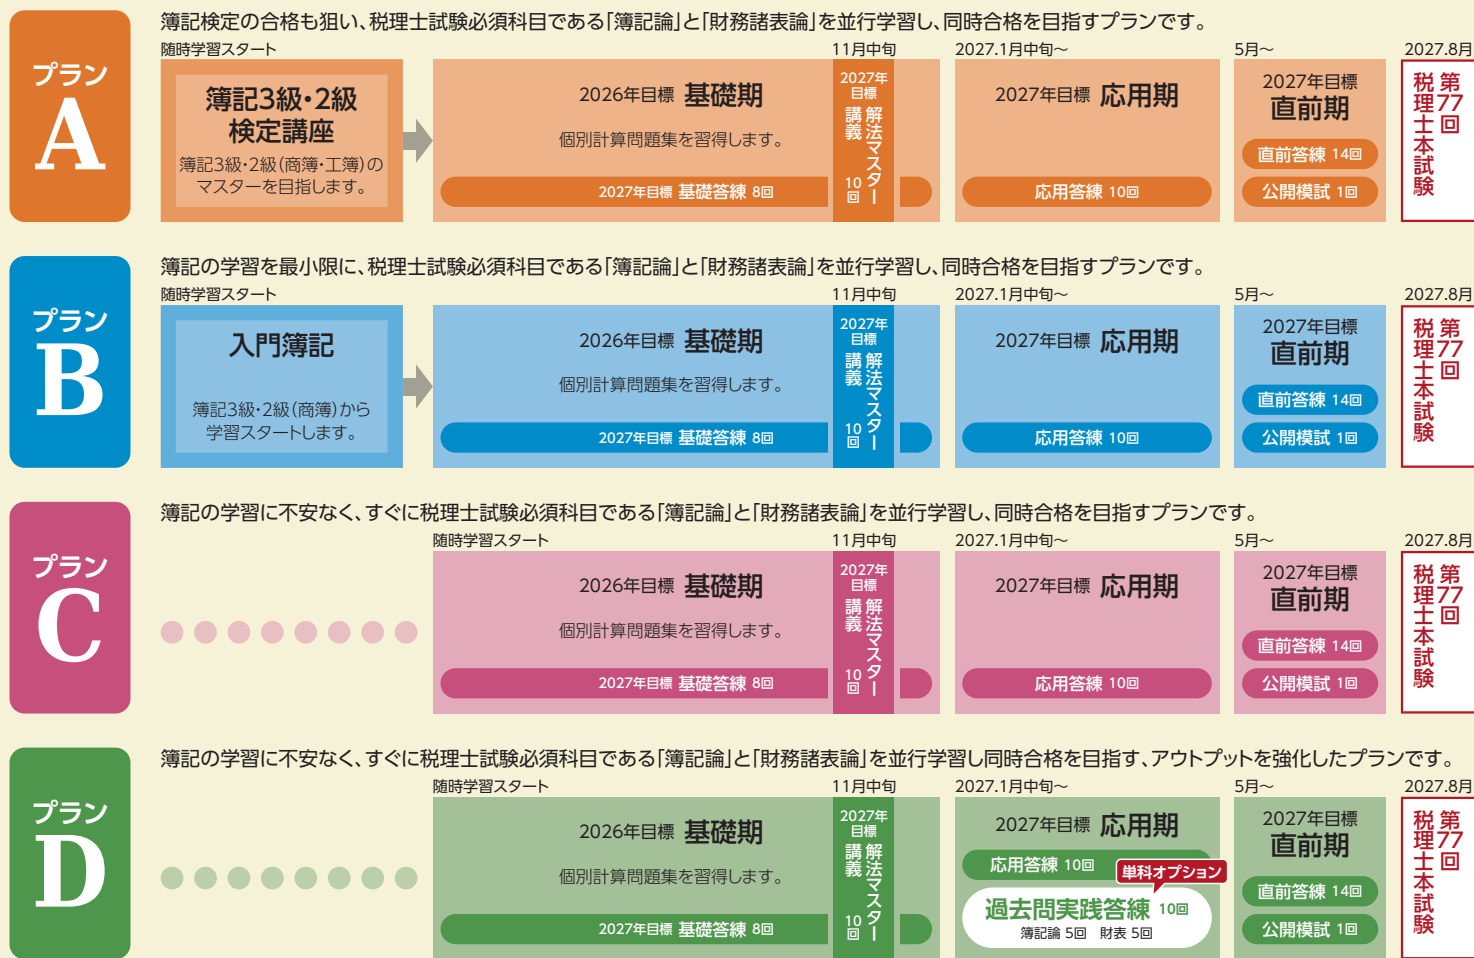 プラン
A
簿記検定の合格も狙い、税理士試験必須科目である「簿記論」と「財務諸表論」を並行学習し、同時合格を目指すプランです。
随時学習スタート
11月中旬
2027.1月中旬～
5月～
2027.8月
簿記3級・2級
検定講座
簿記3級・2級(商簿・工簿)の
マスターを目指します。
2026年目標 基礎期
個別計算問題集を習得します。
2027年目標 基礎答練 8回
2027年
目標
解法マスター
講義
10回
2027年目標 応用期
応用答練 10回
2027年目標
直前期
直前答練 14回
公開模試 1回
第77回
税理士本試験
プラン
B
簿記の学習を最小限に、税理士試験必須科目である「簿記論」と「財務諸表論」を並行学習し、同時合格を目指すプランです。
随時学習スタート
11月中旬
2027.1月中旬～
5月～
2027.8月
入門簿記
簿記3級・2級(商簿)から
学習スタートします。
2026年目標 基礎期
個別計算問題集を習得します。
2027年目標 基礎答練 8回
2027年
目標
解法マスター
講義
10回
2027年目標 応用期
応用答練 10回
2027年目標
直前期
直前答練 14回
公開模試 1回
第77回
税理士本試験
プラン
C
簿記の学習に不安なく、すぐに税理士試験必須科目である「簿記論」と「財務諸表論」を並行学習し、同時合格を目指すプランです。
随時学習スタート
11月中旬
2027.1月中旬～
5月～
2027.8月
2026年目標 基礎期
個別計算問題集を習得します。
2027年目標 基礎答練 8回
2027年
目標
解法マスター
講義
10回
2027年目標 応用期
応用答練 10回
2027年目標
直前期
直前答練 14回
公開模試 1回
第77回
税理士本試験
プラン
D
簿記の学習に不安なく、すぐに税理士試験必須科目である「簿記論」と「財務諸表論」を並行学習し同時合格を目指す、アウトプットを強化したプランです。
随時学習スタート
11月中旬
2027.1月中旬～
5月～
2027.8月
2026年目標 基礎期
個別計算問題集を習得します。
2027年目標 基礎答練 8回
2027年
目標
解法マスター
講義
10回
2027年目標 応用期
応用答練 10回
単科オプション
過去問実践答練 10回
簿記論 5回 財表 5回
2027年目標
直前期
直前答練 14回
公開模試 1回
第77回
税理士本試験